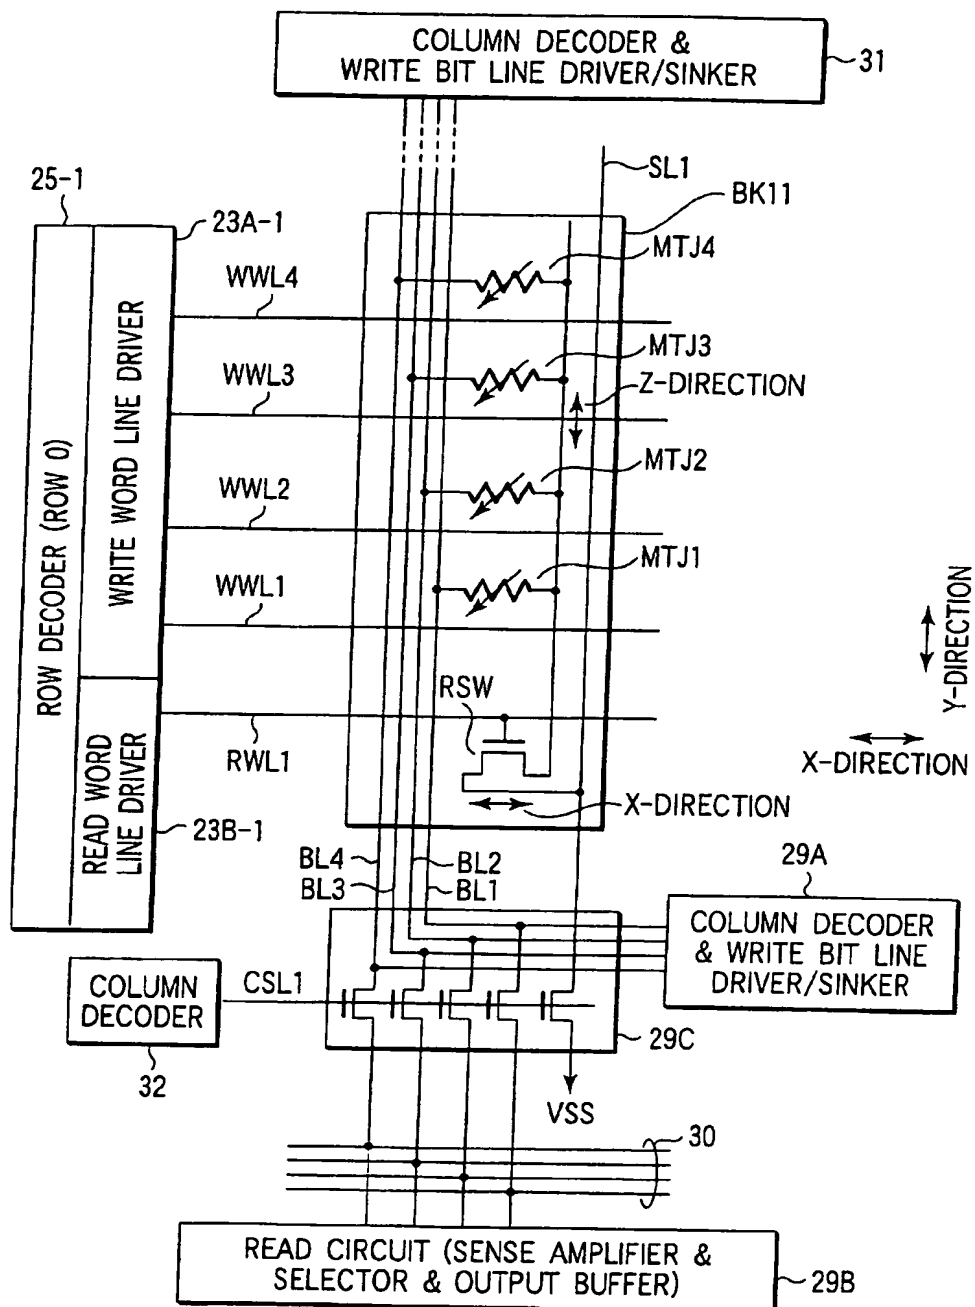 COLUMN DECODER &
WRITE BIT LINE DRIVER/SINKER
31
SL1
BK11
25-1
23A-1
MTJ4
WWL4
MTJ3
Z-DIRECTION
WWL3
ROW DECODER (ROW 0)
WRITE WORD LINE DRIVER
MTJ2
WWL2
MTJ1
WWL1
Y-DIRECTION
X-DIRECTION
RSW
RWL1
READ WORD
LINE DRIVER
X-DIRECTION
23B-1
BL4
BL2
BL3
BL1
29A
COLUMN DECODER
& WRITE BIT LINE
DRIVER/SINKER
COLUMN
DECODER
CSL1
32
29C
VSS
30
READ CIRCUIT (SENSE AMPLIFIER &
SELECTOR & OUTPUT BUFFER)
29B